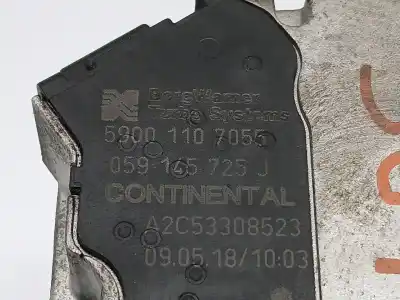 BorgWarner
Turbo Systems
5900 110 7055
059 145 725 J
CONTINENTAL
A2C53308523
09.05.18/10:03